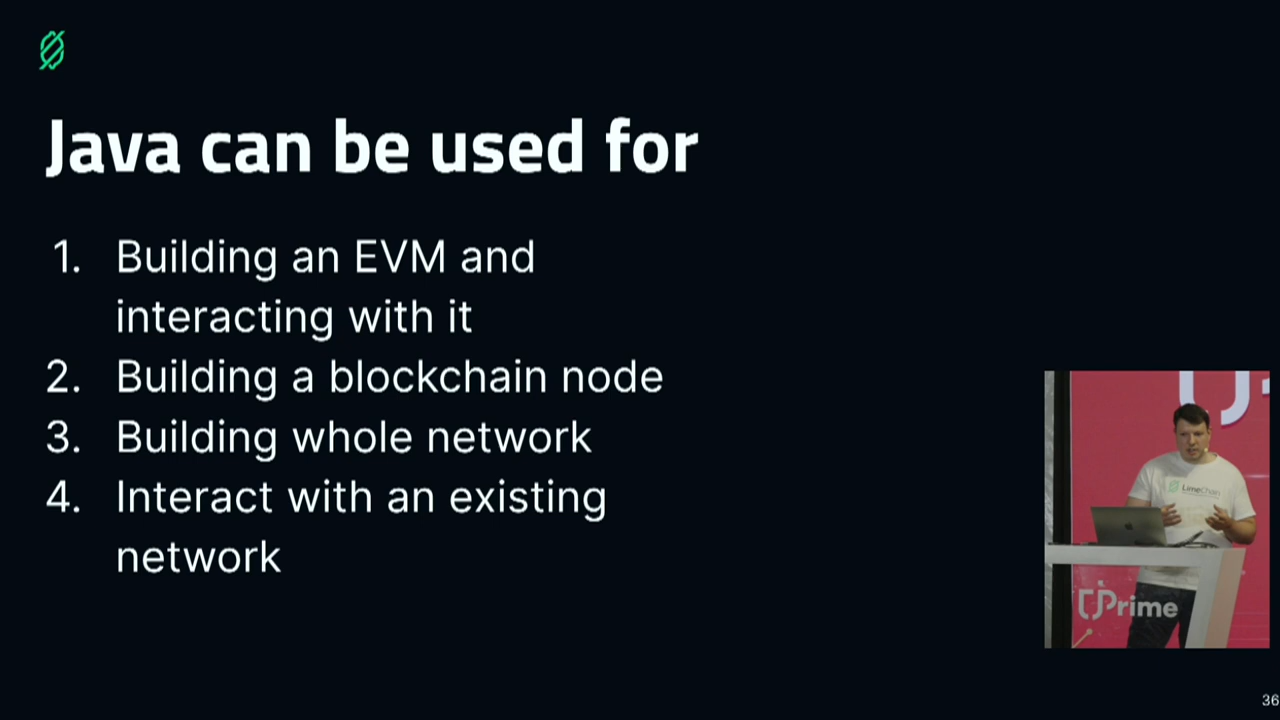 Java can be used for
1. Building an EVM and
interacting with it
2. Building a blockchain node
3. Building whole network
4. Interact with an existing
network
LimeChain
JPrime
36